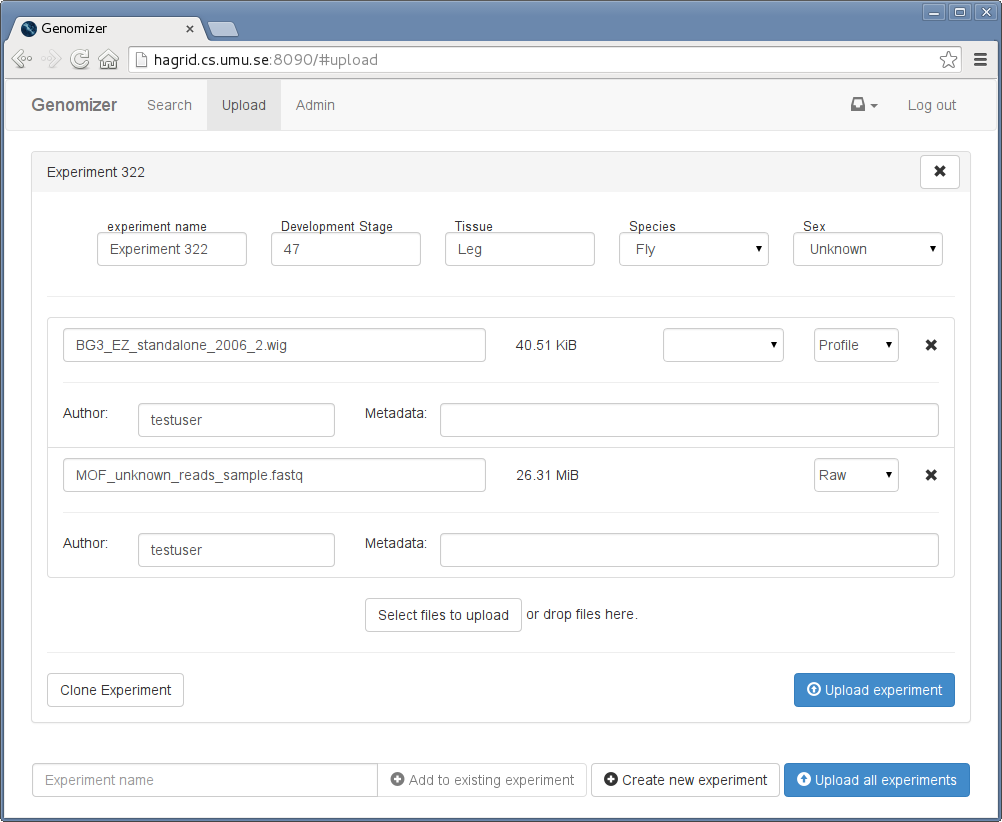 Genomizer
hagrid.cs.umu.se:8090/#upload
Genomizer Search Upload Admin Log out
Experiment 322
experiment name Development Stage Tissue Species Sex
Experiment 322 47 Leg Fly Unknown
BG3_EZ_standalone_2006_2.wig 40.51 KiB Profile
Author: testuser Metadata:
MOF_unknown_reads_sample.fastq 26.31 MiB Raw
Author: testuser Metadata:
Select files to upload or drop files here.
Clone Experiment Upload experiment
Experiment name Add to existing experiment Create new experiment Upload all experiments